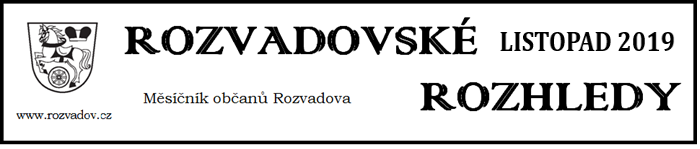 ROZVADOVSKÉ LISTOPAD 2019
ROZHLEDY
Měsíčník občanů Rozvadova
www.rozvadov.cz